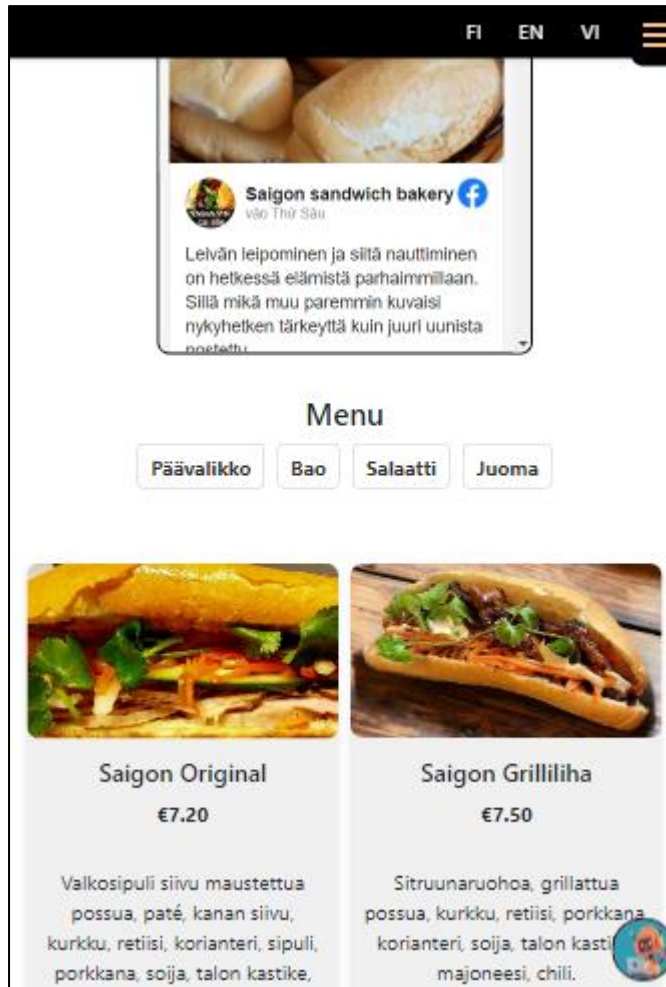 FI EN VI
Saigon sandwich bakery
vào Thứ Sáu
Leivän leipominen ja siitä nauttiminen
on hetkessä elämistä parhaimmillaan.
Sillä mikä muu paremmin kuvaisi
nykyhetken tärkeyttä kuin juuri uunista
Menu
Päävalikko Bao Salaatti Juoma
Saigon Original
€7.20
Valkosipuli siivu maustettua
possua, paté, kanan siivu,
kurkku, retiisi, korianteri, sipuli,
porkkana, soija, talon kastike,
Saigon Grilliliha
€7.50
Sitruunaruohoa, grillattua
possua, kurkku, retiisi, porkkana
korianteri, soija, talon
majoneesi, chili.